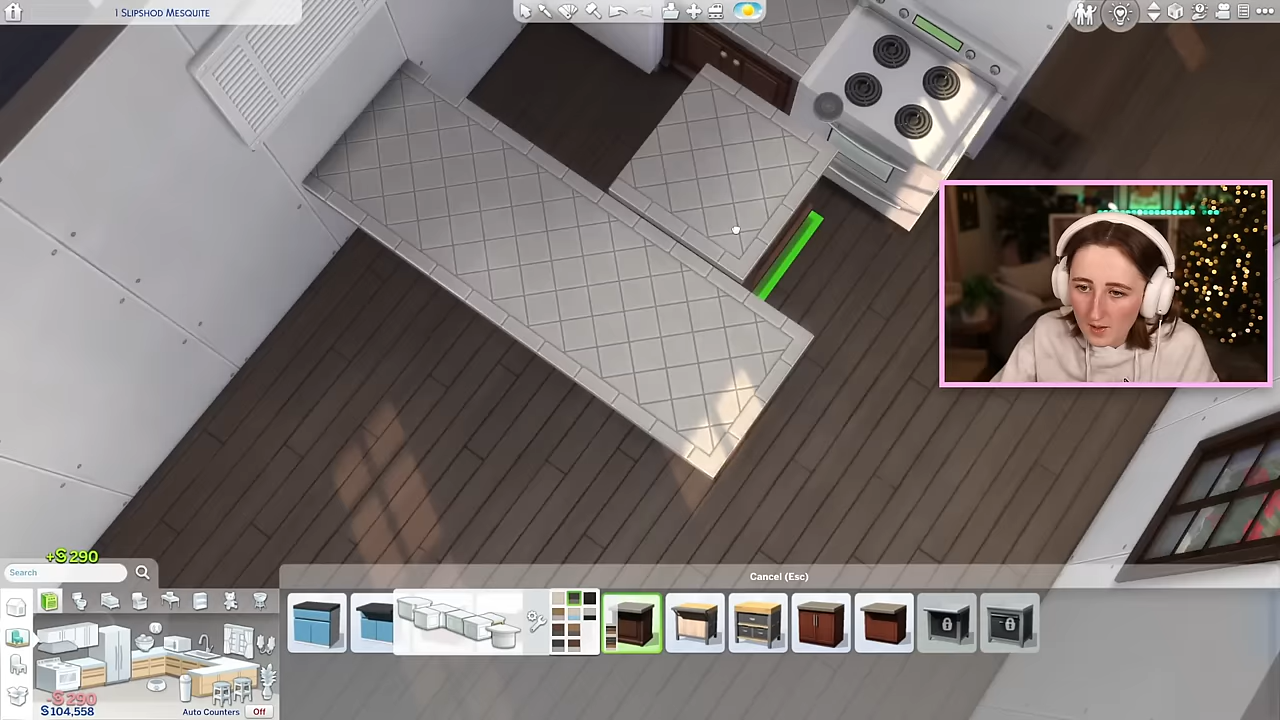 1 Slipshod Mesquite
+§290
Search
Cancel (Esc)
-§290
§104,558
Auto Counters
Off